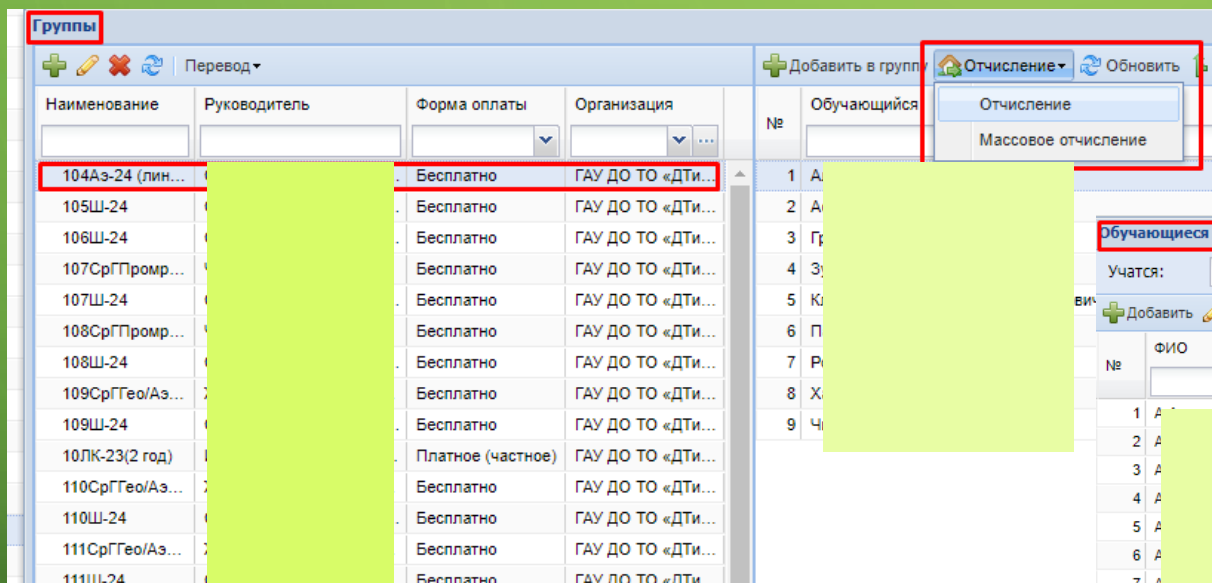 Группы
Перевод
Добавить в группу Отчисление Обновить
Отчисление
Массовое отчисление
Наименование Руководитель Форма оплаты Организация
№ Обучающийся
104Аз-24 (лин... Бесплатно ГАУ ДО ТО «ДТи...
105Ш-24 Бесплатно ГАУ ДО ТО «ДТи...
106Ш-24 Бесплатно ГАУ ДО ТО «ДТи...
107СрГПромр... Бесплатно ГАУ ДО ТО «ДТи...
107Ш-24 Бесплатно ГАУ ДО ТО «ДТи...
108СрГПромр... Бесплатно ГАУ ДО ТО «ДТи...
108Ш-24 Бесплатно ГАУ ДО ТО «ДТи...
109СрГГео/Аэ... Бесплатно ГАУ ДО ТО «ДТи...
109Ш-24 Бесплатно ГАУ ДО ТО «ДТи...
10ЛК-23(2 год) Платное (частное) ГАУ ДО ТО «ДТи...
110СрГГео/Аэ... Бесплатно ГАУ ДО ТО «ДТи...
110Ш-24 Бесплатно ГАУ ДО ТО «ДТи...
111СрГГео/Аэ... Бесплатно ГАУ ДО ТО «ДТи...
111Ш-24 Бесплатно ГАУ ДО ТО «ДТи...
1
2
3
4
5
6
7
8
9
Обучающиеся
Учатся:
Добавить
№ ФИО
1
2
3
4
5
6
7